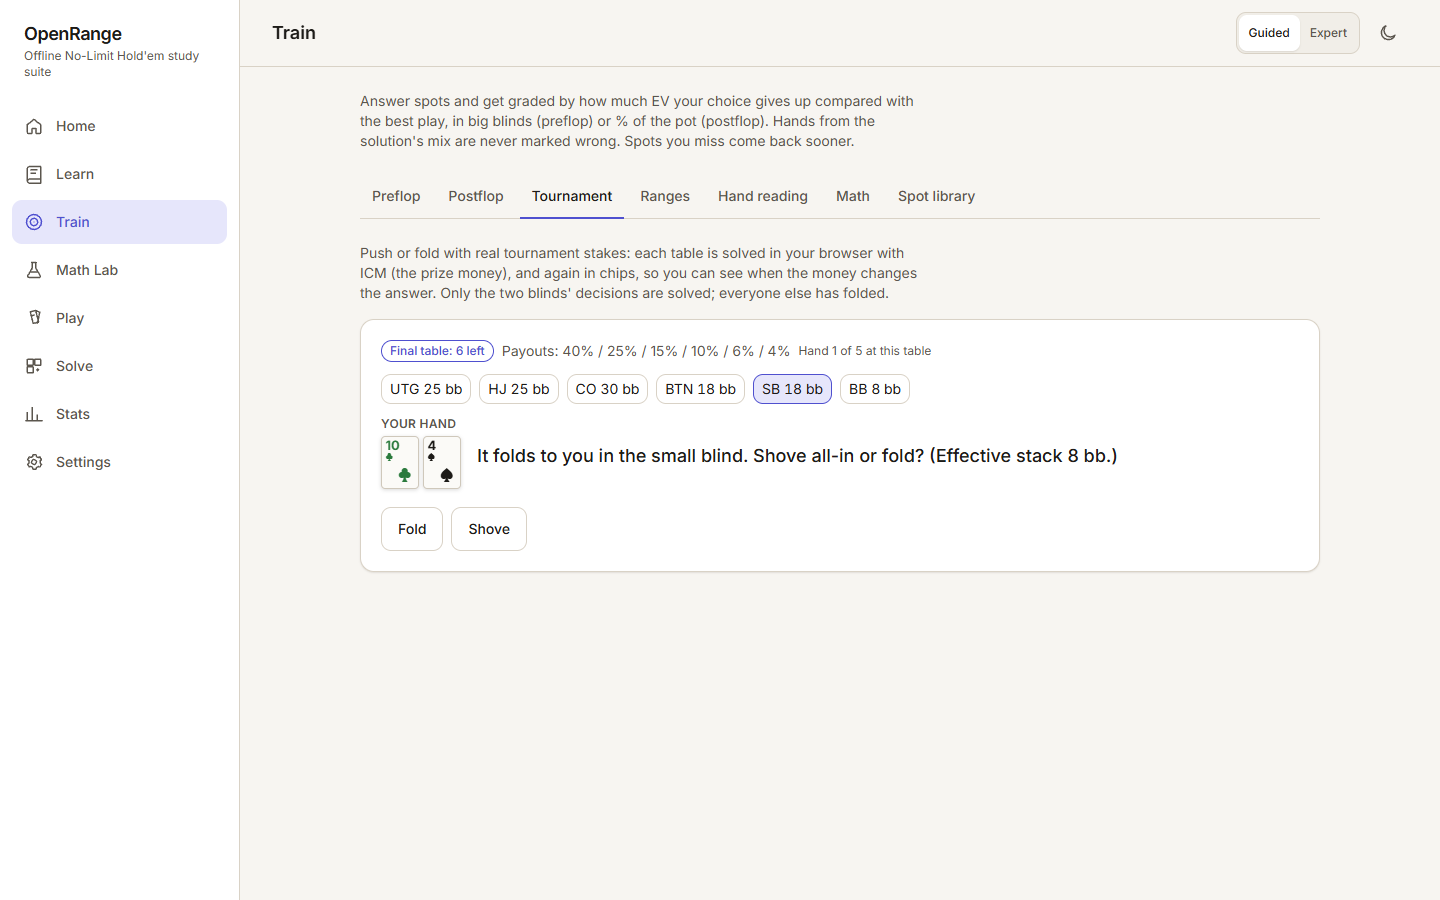 OpenRange
Offline No-Limit Hold'em study
suite
Home
Learn
Train
Math Lab
Play
Solve
Stats
Settings
Train
Guided
Expert
Answer spots and get graded by how much EV your choice gives up compared with
the best play, in big blinds (preflop) or % of the pot (postflop). Hands from the
solution's mix are never marked wrong. Spots you miss come back sooner.
Preflop
Postflop
Tournament
Ranges
Hand reading
Math
Spot library
Push or fold with real tournament stakes: each table is solved in your browser with
ICM (the prize money), and again in chips, so you can see when the money changes
the answer. Only the two blinds' decisions are solved; everyone else has folded.
Final table: 6 left
Payouts: 40% / 25% / 15% / 10% / 6% / 4%
Hand 1 of 5 at this table
UTG 25 bb
HJ 25 bb
CO 30 bb
BTN 18 bb
SB 18 bb
BB 8 bb
YOUR HAND
10♣
4♠
It folds to you in the small blind. Shove all-in or fold? (Effective stack 8 bb.)
Fold
Shove